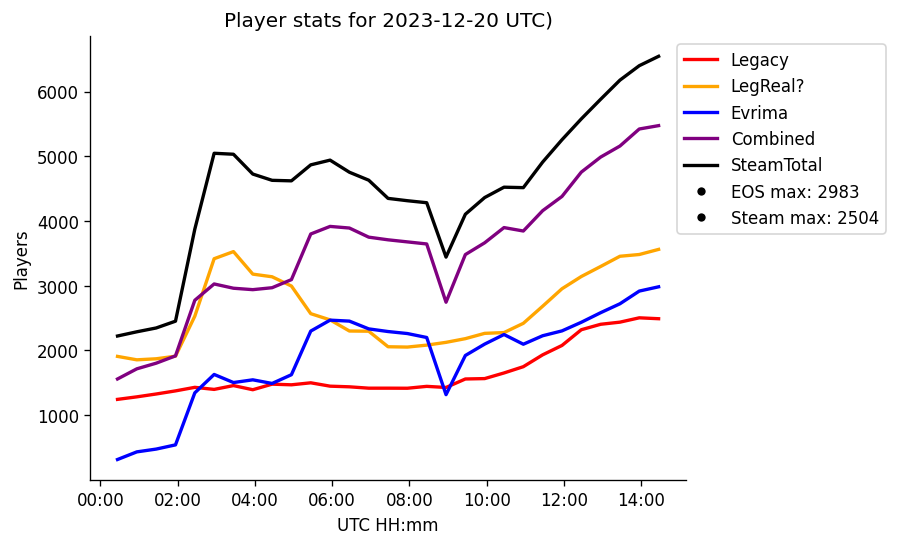 Player stats for 2023-12-20 UTC)
Legacy
LegReal?
Evrima
Combined
SteamTotal
EOS max: 2983
Steam max: 2504
Players
6000
5000
4000
3000
2000
1000
00:00 02:00 04:00 06:00 08:00 10:00 12:00 14:00
UTC HH:mm